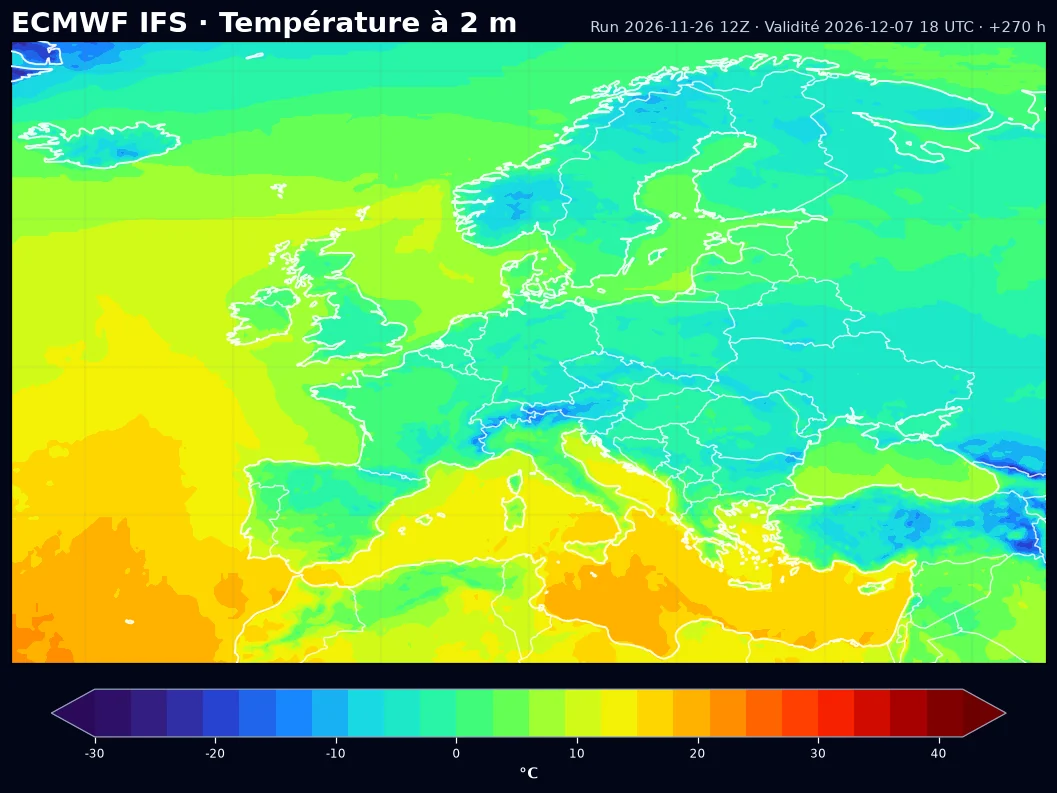 ECMWF IFS · Température à 2 m
Run 2026-11-26 12Z · Validité 2026-12-07 18 UTC · +270 h
-30 -20 -10 0 10 20 30 40
°C